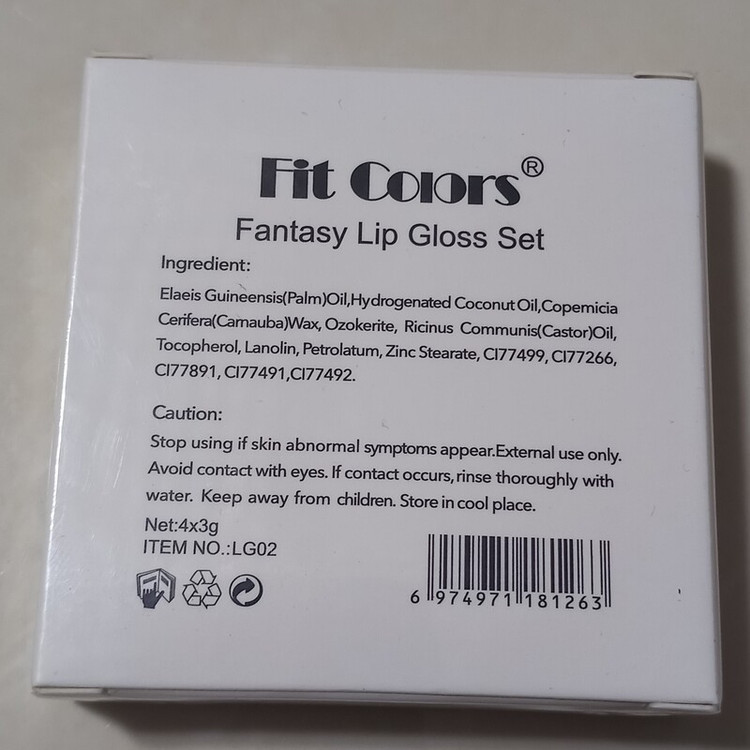 Fit Colors®
Fantasy Lip Gloss Set
Ingredient:
Elaeis Guineensis(Palm)Oil,Hydrogenated Coconut Oil,Copernicia
Cerifera(Carnauba)Wax, Ozokerite, Ricinus Communis(Castor)Oil,
Tocopherol, Lanolin, Petrolatum, Zinc Stearate, CI77499, CI77266,
CI77891, CI77491,CI77492.
Caution:
Stop using if skin abnormal symptoms appear.External use only.
Avoid contact with eyes. If contact occurs,rinse thoroughly with
water. Keep away from children. Store in cool place.
Net:4x3g
ITEM NO.:LG02
6 974971 181263